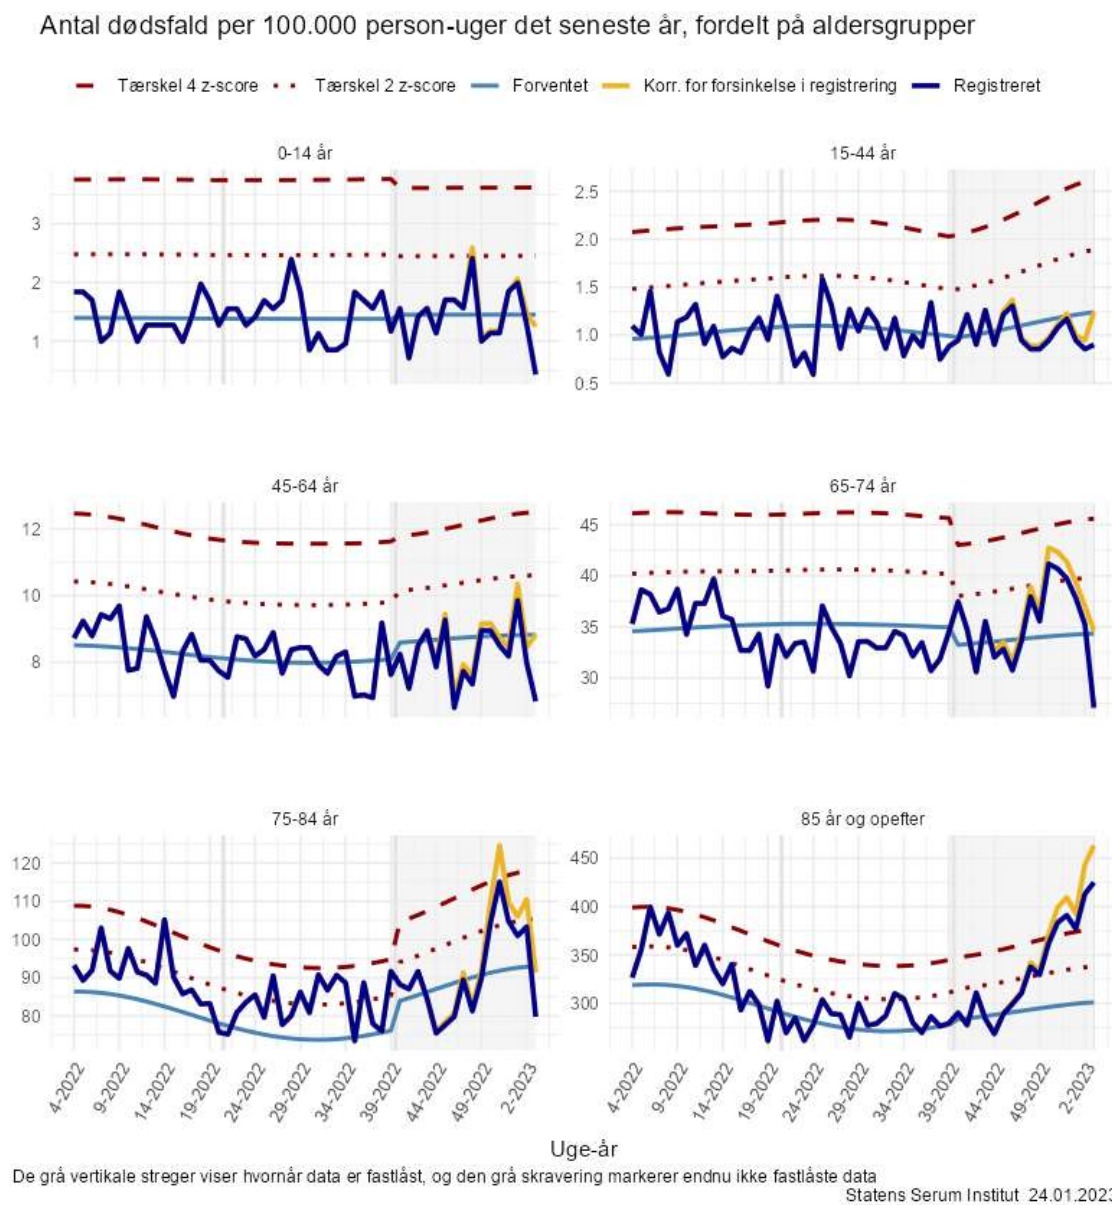 Antal dødsfald per 100.000 person-uger det seneste år, fordelt på aldersgrupper
Tærskel 4 z-score Tærskel 2 z-score Forventet Korr. for forsinkelse i registrering Registreret
0-14 år
3
2
1
15-44 år
2.5
2.0
1.5
1.0
0.5
45-64 år
12
10
8
65-74 år
45
40
35
30
75-84 år
120
110
100
90
80
85 år og opefter
450
400
350
300
4-2022 9-2022 14-2022 19-2022 24-2022 29-2022 34-2022 39-2022 44-2022 49-2022 2-2023
4-2022 9-2022 14-2022 19-2022 24-2022 29-2022 34-2022 39-2022 44-2022 49-2022 2-2023
Uge-år
De grå vertikale streger viser hvornår data er fastlåst, og den grå skravering markerer endnu ikke fastlåste data
Statens Serum Institut 24.01.2023